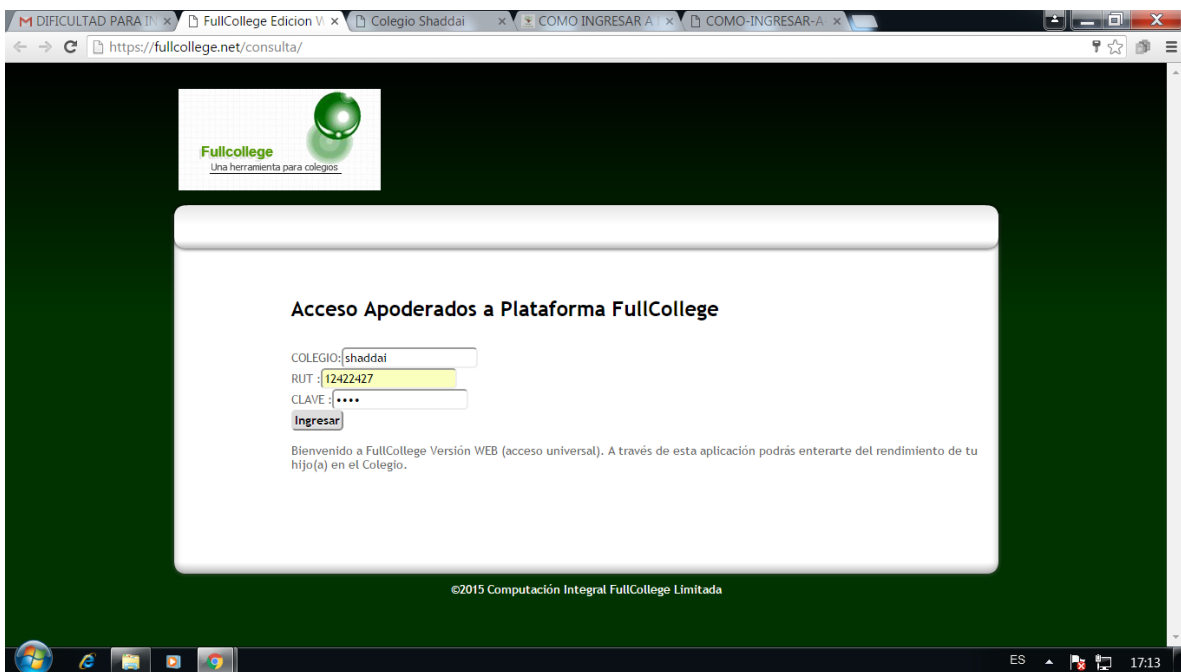 DIFICULTAD PARA IN
FullCollege Edicion W
Colegio Shaddai
COMO INGRESAR A
COMO-INGRESAR-A-
https://fullcollege.net/consulta/
Fullcollege
Una herramienta para colegios
Acceso Apoderados a Plataforma FullCollege
COLEGIO: shaddai
RUT : 12422427
CLAVE : ••••
Ingresar
Bienvenido a FullCollege Versión WEB (acceso universal). A través de esta aplicación podrás enterarte del rendimiento de tu
hijo(a) en el Colegio.
©2015 Computación Integral FullCollege Limitada
ES
17:13